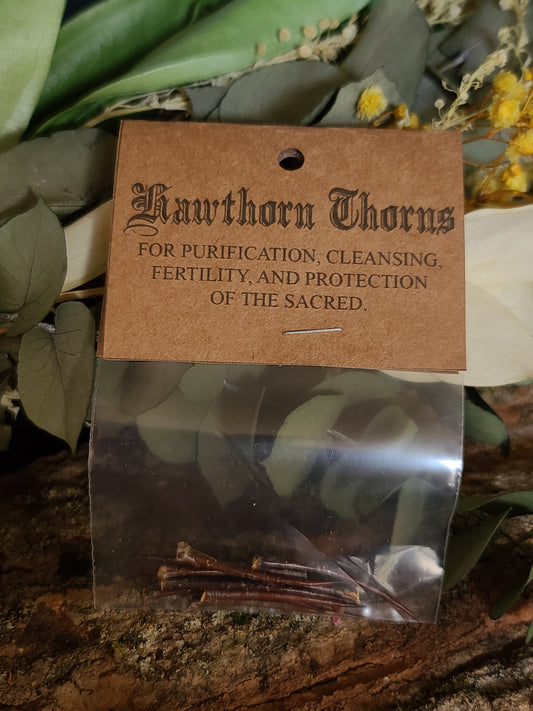 Hawthorn Thorns
FOR PURIFICATION, CLEANSING,
FERTILITY, AND PROTECTION
OF THE SACRED.